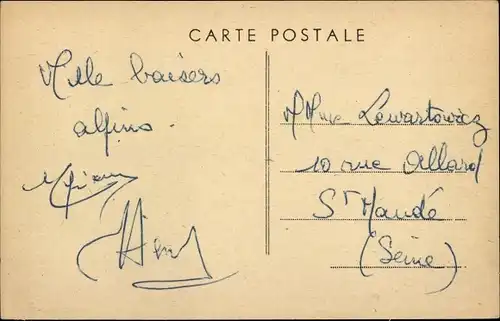 CARTE POSTALE
Mille baisers
alpins.
Mme Lewartowicz
10 rue Allard
St Mandé
(Seine)